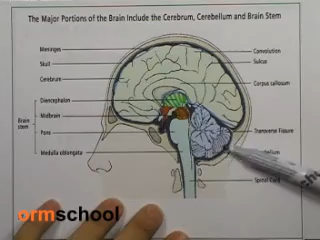 The Major Portions of the Brain Include the Cerebrum, Cerebellum and Brain Stem
Meninges
Skull
Cerebrum
Diencephalon
Midbrain
Brain stem
Pons
Medulla oblongata
Convolution
Sulcus
Corpus callosum
Transverse Fissure
Spinal Cord
ormschool